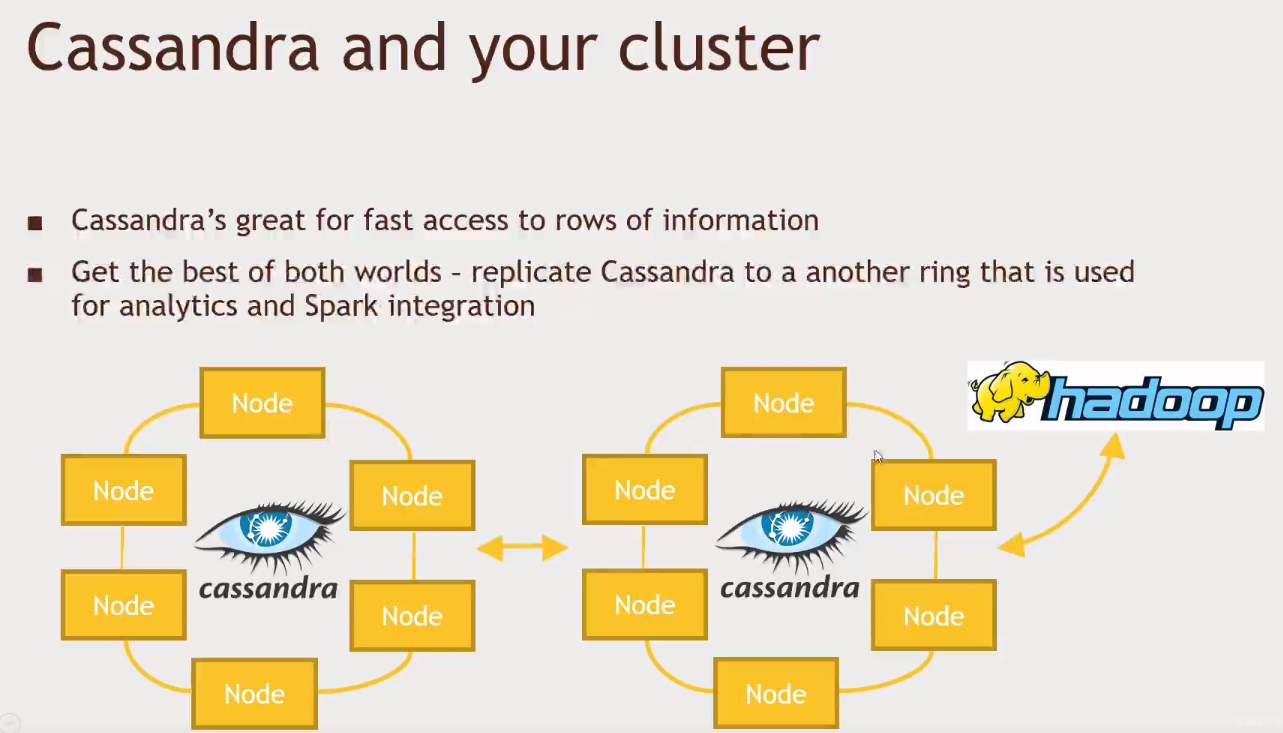 Cassandra and your cluster
■ Cassandra's great for fast access to rows of information
■ Get the best of both worlds – replicate Cassandra to a another ring that is used
for analytics and Spark integration
Node
Node
hadoop
Node
Node
Node
Node
cassandra
cassandra
Node
Node
Node
Node
Node
Node